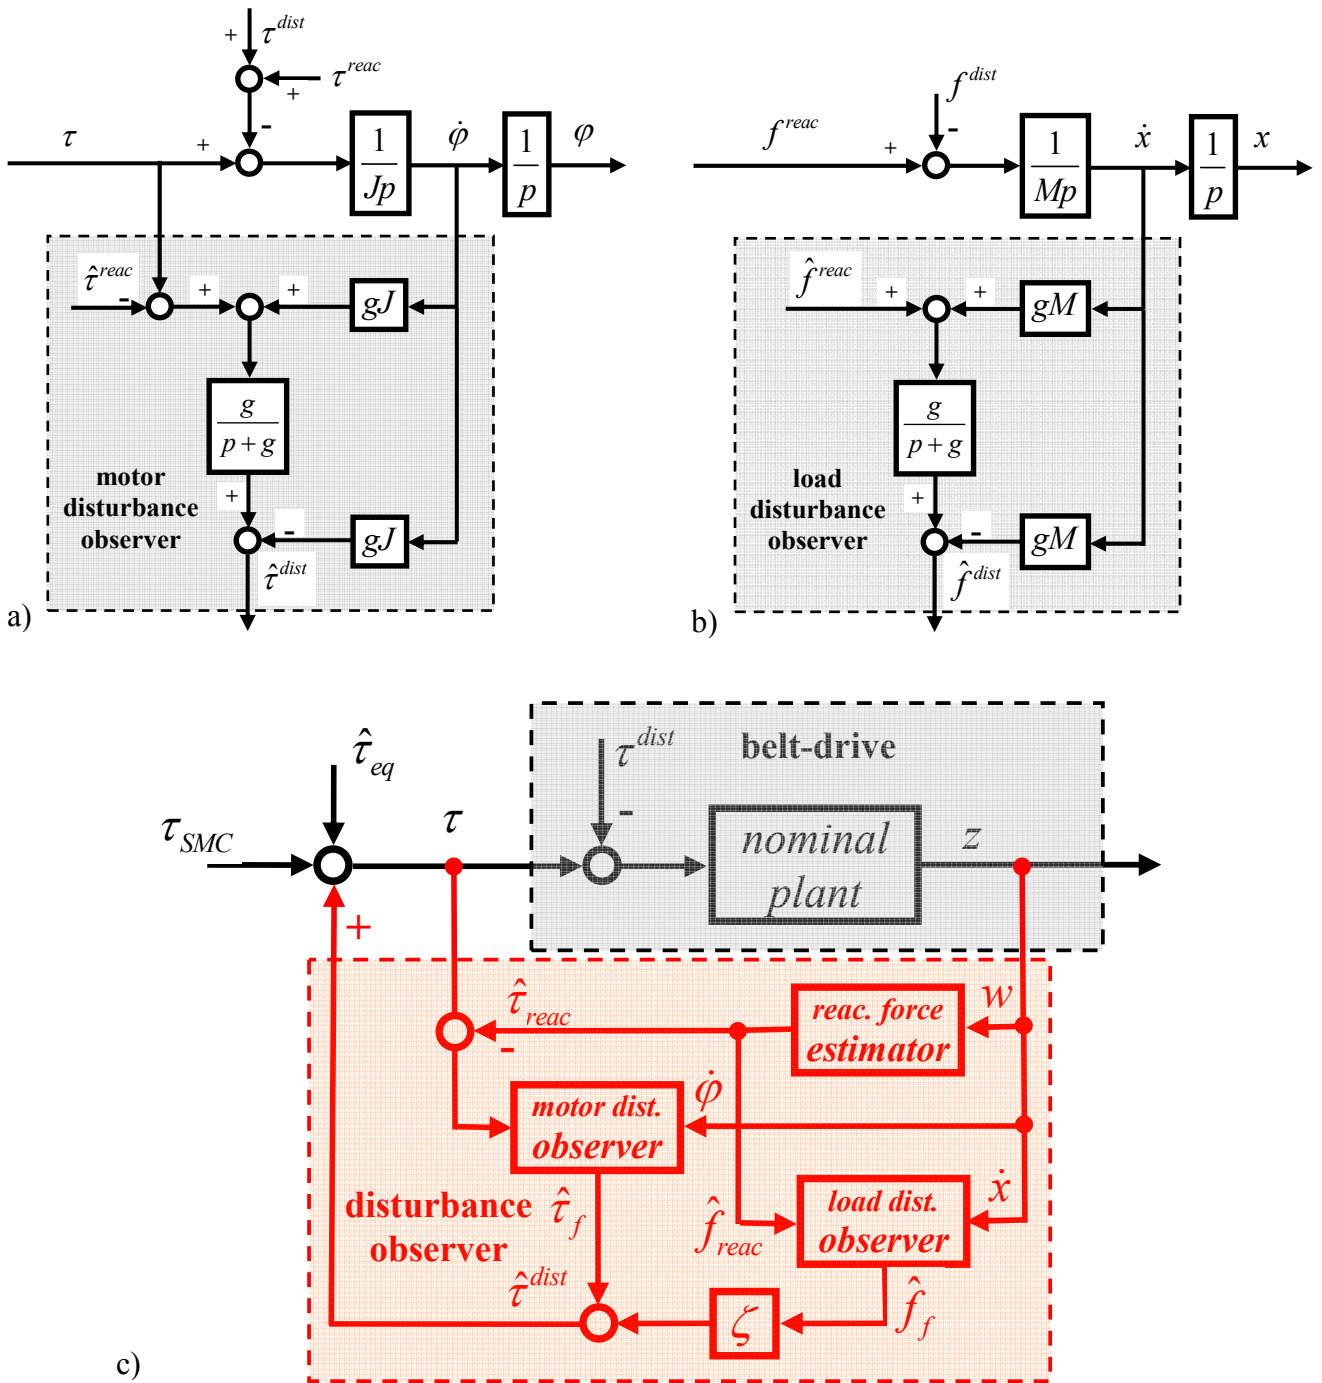 a)
+
τ^dist
τ^reac
+
-
τ
+
1/(Jp)
φ̇
1/p
φ
τ̂^reac
-
+
+
gJ
g/(p+g)
motor
disturbance
observer
+
-
gJ
τ̂^dist
b)
f^dist
f^reac
+
-
1/(Mp)
ẋ
1/p
x
f̂^reac
+
+
gM
g/(p+g)
load
disturbance
observer
+
-
gM
f̂^dist
c)
τ̂_eq
τ_SMC
τ
+
τ^dist
-
belt-drive
nominal
plant
z
τ̂_reac
-
reac. force
estimator
w
motor dist.
observer
φ̇
disturbance
observer
τ̂_f
f̂_reac
load dist.
observer
ẋ
τ̂^dist
ζ
f̂_f